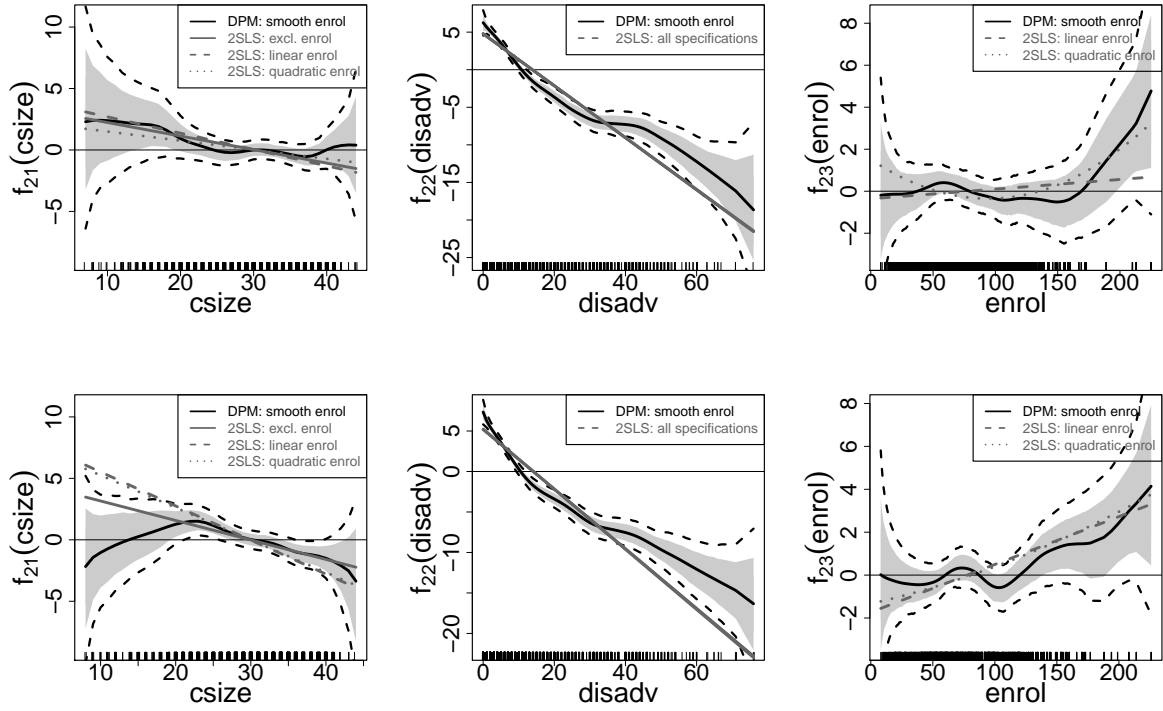 DPM: smooth enrol
2SLS: excl. enrol
2SLS: linear enrol
2SLS: quadratic enrol
10
5
0
−5
f21(csize)
10
20
30
40
csize
DPM: smooth enrol
2SLS: all specifications
5
−5
−15
−25
f22(disadv)
0
20
40
60
disadv
DPM: smooth enrol
2SLS: linear enrol
2SLS: quadratic enrol
8
6
4
2
0
−2
f23(enrol)
0
50
100
150
200
enrol
DPM: smooth enrol
2SLS: excl. enrol
2SLS: linear enrol
2SLS: quadratic enrol
10
5
0
−5
f21(csize)
10
20
30
40
csize
DPM: smooth enrol
2SLS: all specifications
5
0
−10
−20
f22(disadv)
0
20
40
60
disadv
DPM: smooth enrol
2SLS: linear enrol
2SLS: quadratic enrol
8
6
4
2
0
−2
f23(enrol)
0
50
100
150
200
enrol